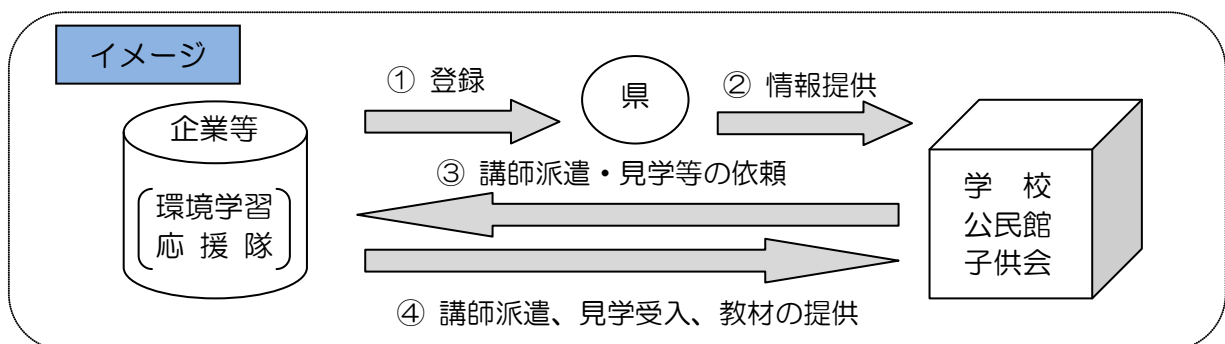 イメージ
① 登録
県
② 情報提供
企業等
環境学習
応 援 隊
③ 講師派遣・見学等の依頼
学　校
公民館
子供会
④ 講師派遣、見学受入、教材の提供